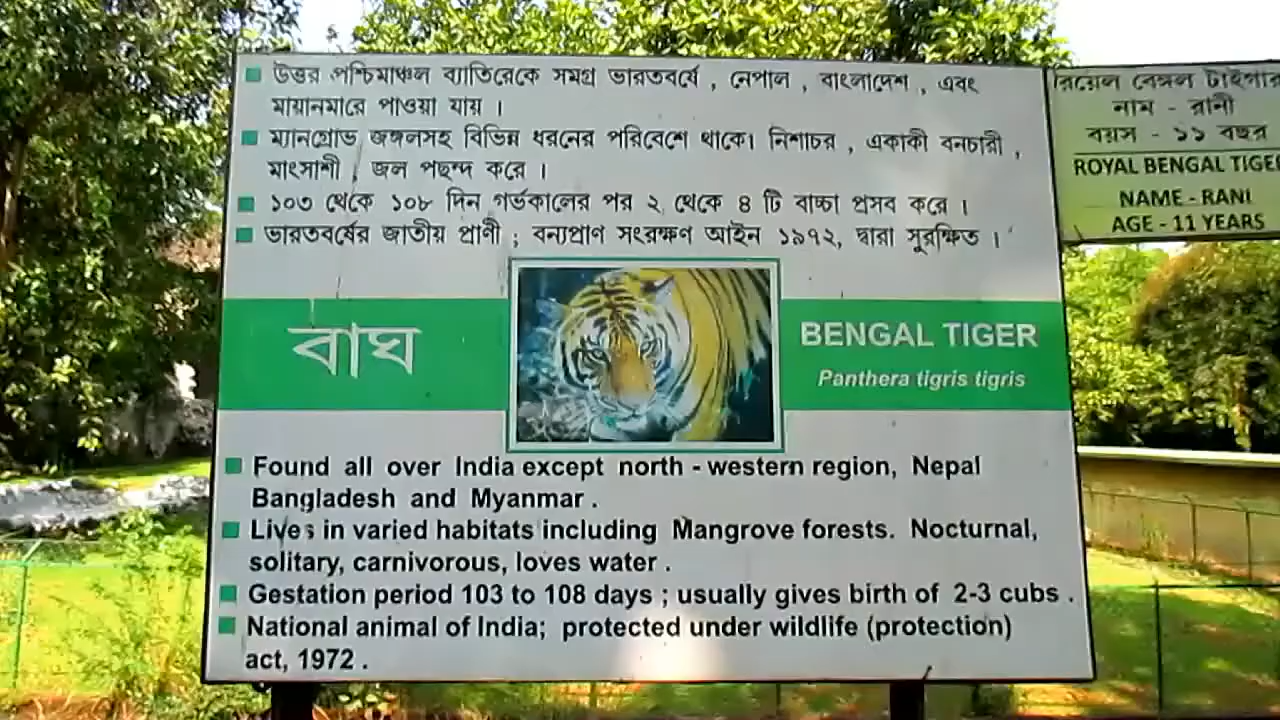 উত্তর পশ্চিমাঞ্চল ব্যাতিরেকে সমগ্র ভারতবর্ষে , নেপাল , বাংলাদেশ , এবং
মায়ানমারে পাওয়া যায় ।
ম্যানগ্রোভ জঙ্গলসহ বিভিন্ন ধরনের পরিবেশে থাকে। নিশাচর , একাকী বনচারী ,
মাংসাশী , জল পছন্দ করে ।
১০৩ থেকে ১০৮ দিন গর্ভকালের পর ২ থেকে ৪ টি বাচ্চা প্রসব করে ।
ভারতবর্ষের জাতীয় প্রাণী ; বন্যপ্রাণ সংরক্ষণ আইন ১৯৭২, দ্বারা সুরক্ষিত ।
বাঘ
BENGAL TIGER
Panthera tigris tigris
Found all over India except north - western region, Nepal
Bangladesh and Myanmar .
Lives in varied habitats including Mangrove forests. Nocturnal,
solitary, carnivorous, loves water .
Gestation period 103 to 108 days ; usually gives birth of 2-3 cubs .
National animal of India; protected under wildlife (protection)
act, 1972 .
রয়েল বেঙ্গল টাইগার
নাম - রানী
বয়স - ১১ বছর
ROYAL BENGAL TIGER
NAME - RANI
AGE - 11 YEARS